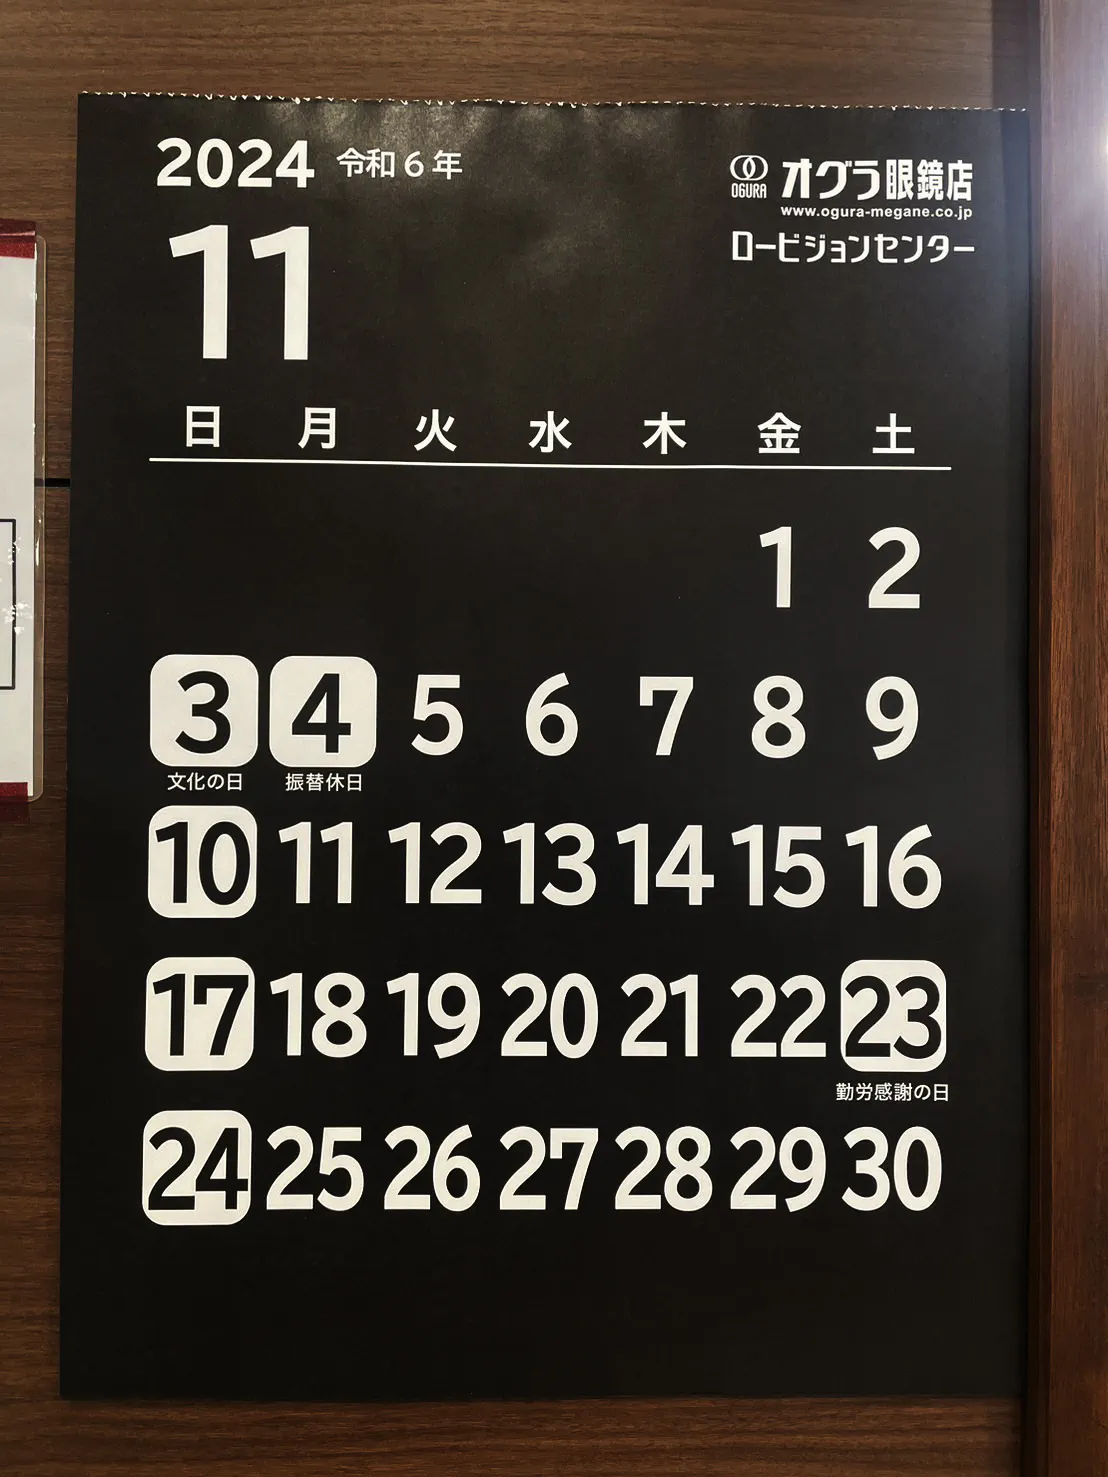 2024 令和6年
11
OGURA オグラ眼鏡店
www.ogura-megane.co.jp
ロービジョンセンター
日 月 火 水 木 金 土
1 2
3 4 5 6 7 8 9
文化の日 振替休日
10 11 12 13 14 15 16
17 18 19 20 21 22 23
勤労感謝の日
24 25 26 27 28 29 30